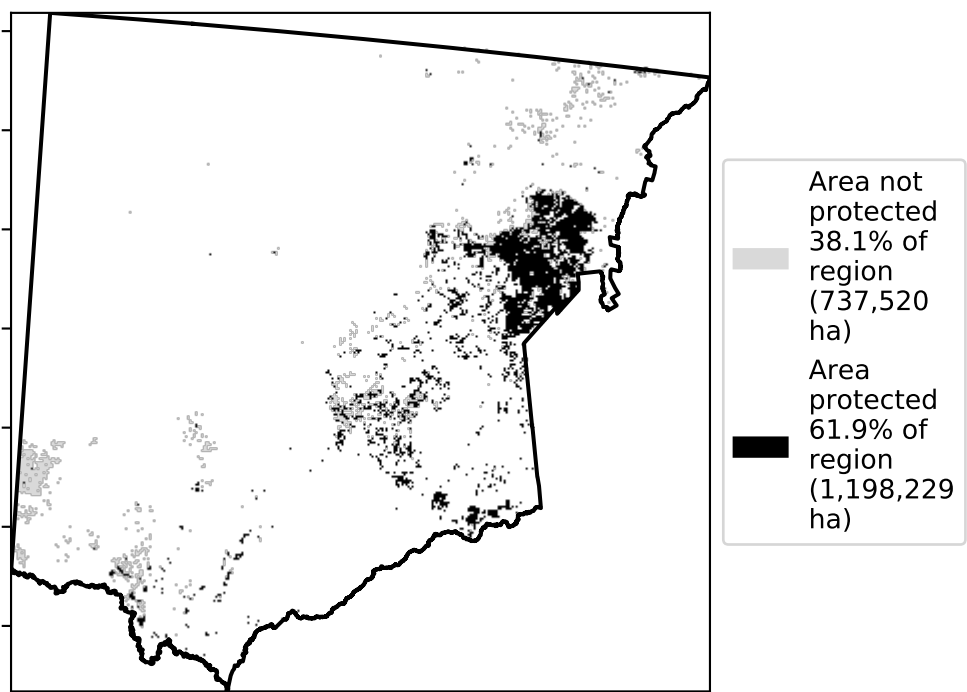 Area not
protected
38.1% of
region
(737,520
ha)
Area
protected
61.9% of
region
(1,198,229
ha)